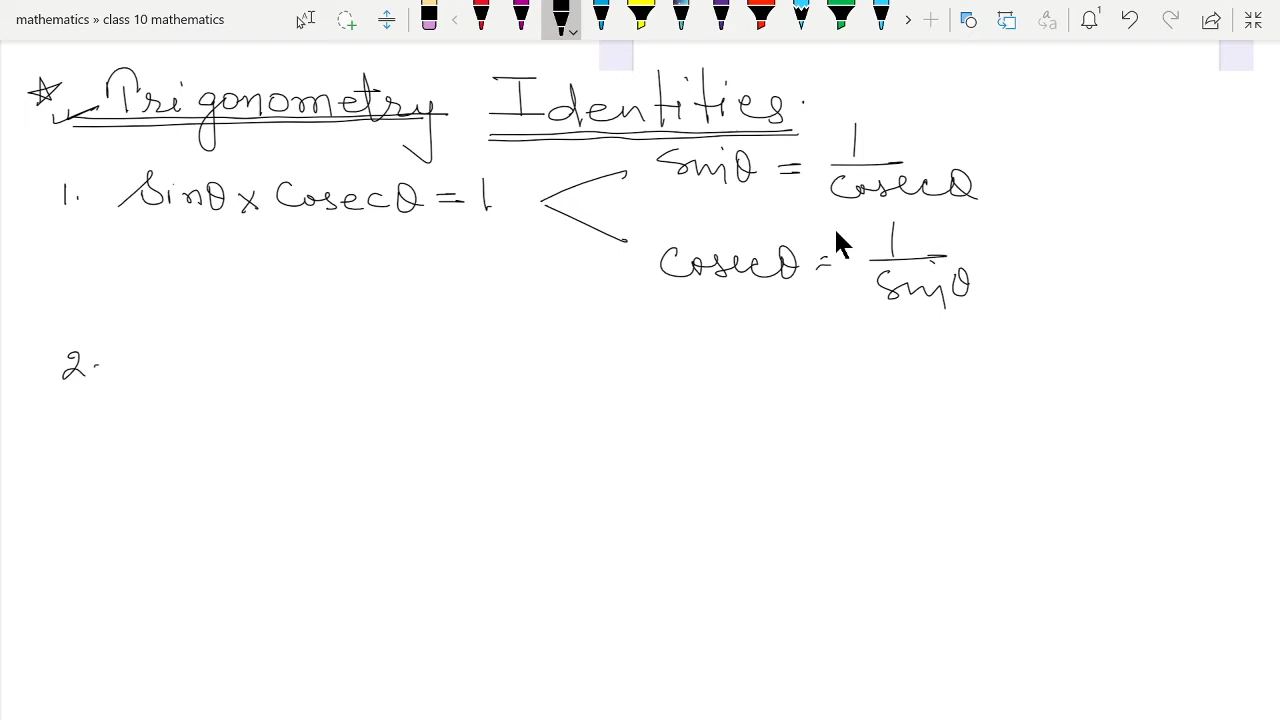 mathematics » class 10 mathematics
Trigonometry Identities.
1. Sinθ × Cosecθ = 1
sinθ = 1/cosecθ
cosecθ = 1/sinθ
2.